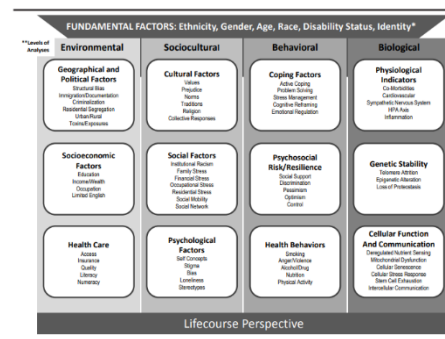 FUNDAMENTAL FACTORS: Ethnicity, Gender, Age, Race, Disability Status, Identity*
**Levels of
Analyses
Environmental
Sociocultural
Behavioral
Biological
Geographical and
Political Factors
Structural Bias
Immigration/Documentation
Criminalization
Residential Segregation
Urban/Rural
Toxins/Exposures
Cultural Factors
Values
Prejudice
Norms
Traditions
Religion
Collective Responses
Coping Factors
Active Coping
Problem Solving
Stress Management
Cognitive Reframing
Emotional Regulation
Physiological
Indicators
Co-Morbidities
Cardiovascular
Sympathetic Nervous System
HPA Axis
Inflammation
Socioeconomic
Factors
Education
Income/Wealth
Occupation
Limited English
Social Factors
Institutional Racism
Family Stress
Financial Stress
Occupational Stress
Residential Stress
Social Mobility
Social Network
Psychosocial
Risk/Resilience
Social Support
Discrimination
Pessimism
Optimism
Control
Genetic Stability
Telomere Attrition
Epigenetic Alteration
Loss of Proteostasis
Health Care
Access
Insurance
Quality
Literacy
Numeracy
Psychological
Factors
Self Concepts
Stigma
Bias
Loneliness
Stereotypes
Health Behaviors
Smoking
Anger/Violence
Alcohol/Drug
Nutrition
Physical Activity
Cellular Function
And Communication
Deregulated Nutrient Sensing
Mitochondrial Dysfunction
Cellular Senescence
Cellular Stress Response
Stem Cell Exhaustion
Intercellular Communication
Lifecourse Perspective